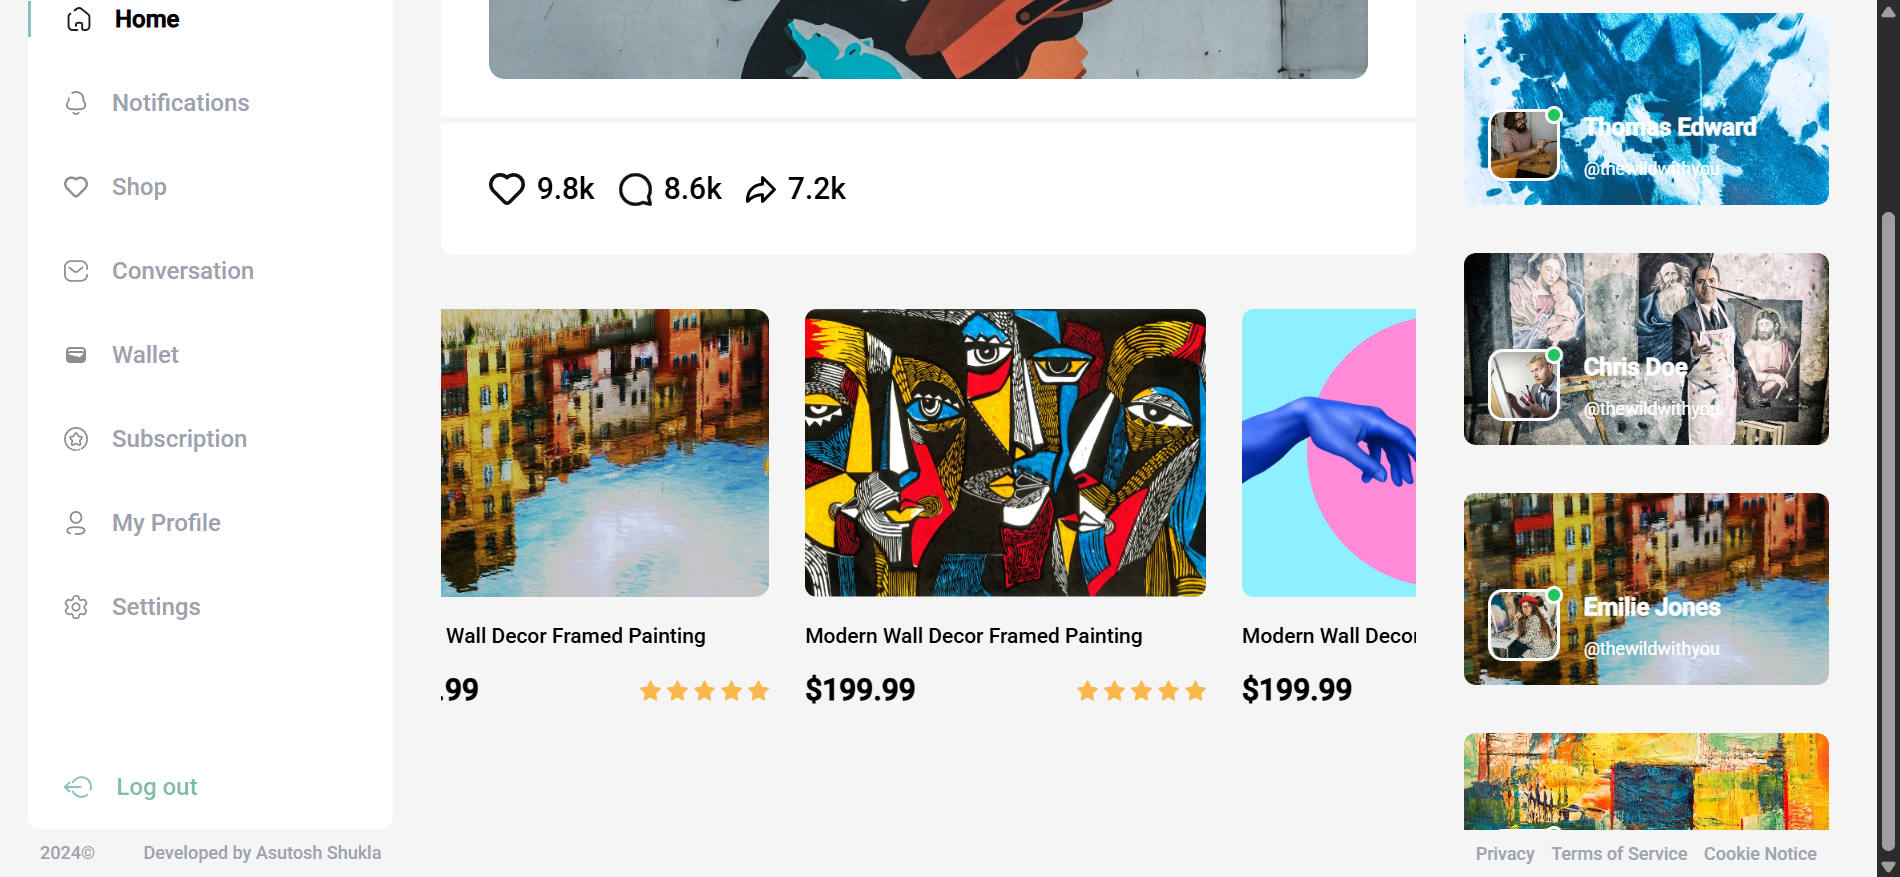 Home
Notifications
Shop
Conversation
Wallet
Subscription
My Profile
Settings
Log out
2024©
Developed by Asutosh Shukla
9.8k
8.6k
7.2k
Wall Decor Framed Painting
.99
Modern Wall Decor Framed Painting
$199.99
Modern Wall Decor
$199.99
Thomas Edward
@thewildwithyou
Chris Doe
@thewildwithyou
Emilie Jones
@thewildwithyou
Privacy
Terms of Service
Cookie Notice